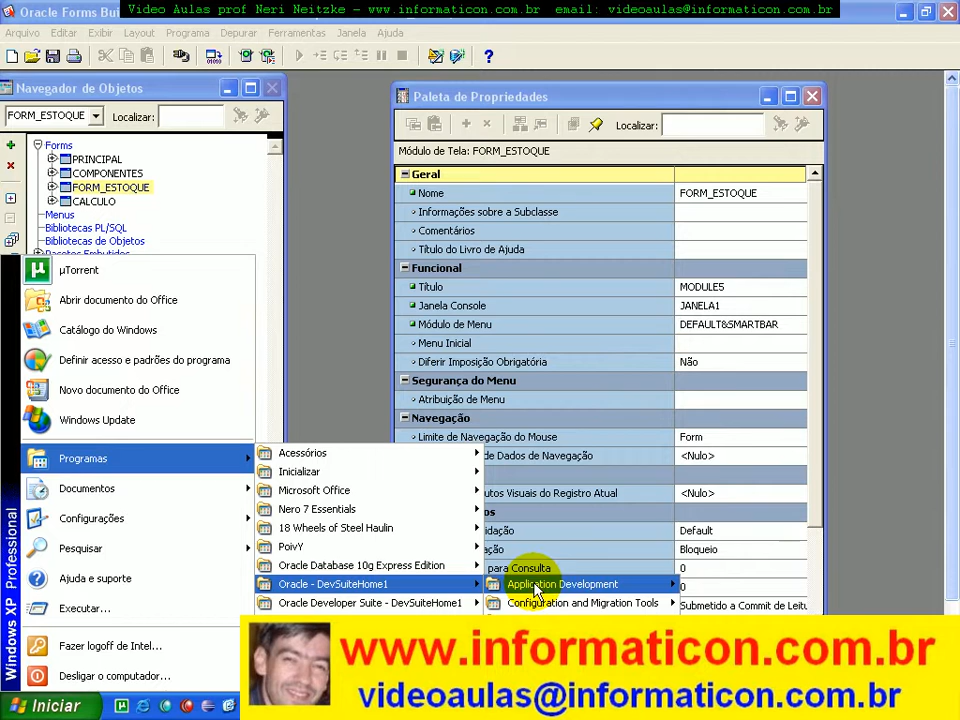 Video Aulas prof Neri Neitzke – www.informaticon.com.br email: videoaulas@informaticon.com.br
Oracle Forms Bui
Arquivo Editar Exibir Layout Programa Depurar Ferramentas Janela Ajuda
Navegador de Objetos
FORM_ESTOQUE Localizar:
Forms
PRINCIPAL
COMPONENTES
FORM_ESTOQUE
CALCULO
Menus
Bibliotecas PL/SQL
Bibliotecas de Objetos
Pacotes Embutidos
Paleta de Propriedades
Localizar:
Módulo de Tela: FORM_ESTOQUE
Geral
Nome FORM_ESTOQUE
Informações sobre a Subclasse
Comentários
Título do Livro de Ajuda
Funcional
Título MODULE5
Janela Console JANELA1
Módulo de Menu DEFAULT&SMARTBAR
Menu Inicial
Diferir Imposição Obrigatória Não
Segurança do Menu
Atribuição de Menu
Navegação
Limite de Navegação do Mouse Form
de Dados de Navegação <Nulo>
utos Visuais do Registro Atual <Nulo>
os
idação Default
ação Bloqueio
para Consulta 0
0
Submetido a Commit de Leitu
µTorrent
Abrir documento do Office
Catálogo do Windows
Definir acesso e padrões do programa
Novo documento do Office
Windows Update
Programas
Documentos
Configurações
Pesquisar
Ajuda e suporte
Executar...
Fazer logoff de Itamar...
Desligar o computador...
Windows XP Professional
Acessórios
Inicializar
Microsoft Office
Nero 7 Essentials
18 Wheels of Steel Haulin
PoivY
Oracle Database 10g Express Edition
Oracle - DevSuiteHome1
Oracle Developer Suite - DevSuiteHome1
Application Development
Configuration and Migration Tools
www.informaticon.com.br
videoaulas@informaticon.com.br
Iniciar